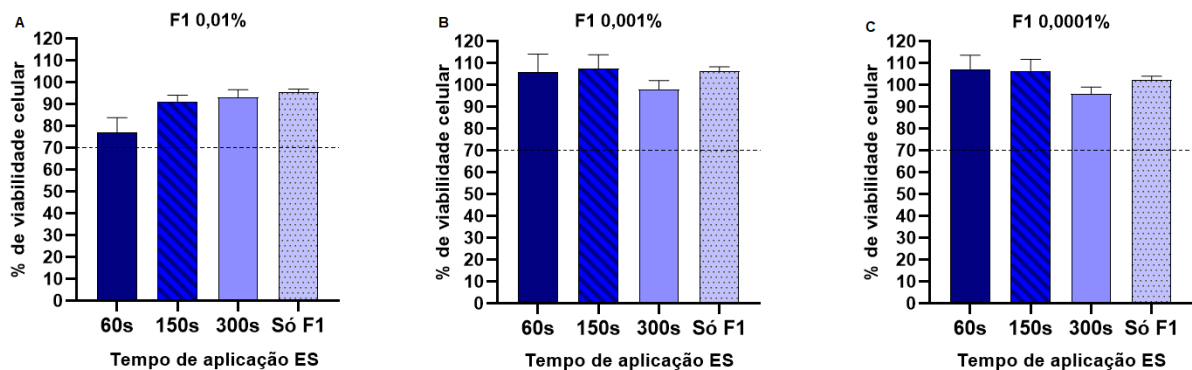 A
F1 0,01%
% de viabilidade celular
120
110
100
90
80
70
60
50
40
30
20
10
0
60s 150s 300s Só F1
Tempo de aplicação ES
B
F1 0,001%
% de viabilidade celular
120
110
100
90
80
70
60
50
40
30
20
10
0
60s 150s 300s Só F1
Tempo de aplicação ES
C
F1 0,0001%
% de viabilidade celular
120
110
100
90
80
70
60
50
40
30
20
10
0
60s 150s 300s Só F1
Tempo de aplicação ES